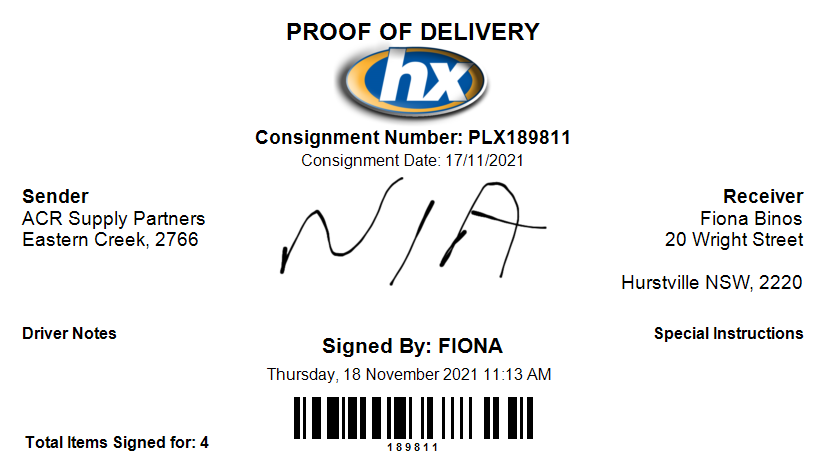 PROOF OF DELIVERY
hx
Consignment Number: PLX189811
Consignment Date: 17/11/2021
Sender
ACR Supply Partners
Eastern Creek, 2766
N/A
Receiver
Fiona Binos
20 Wright Street
Hurstville NSW, 2220
Driver Notes
Special Instructions
Signed By: FIONA
Thursday, 18 November 2021 11:13 AM
189811
Total Items Signed for: 4